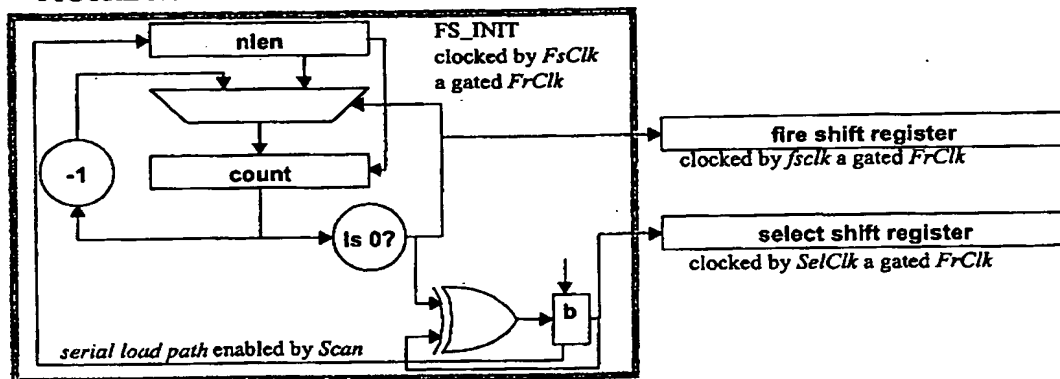 nlen
FS_INIT
clocked by FsClk
a gated FrClk
fire shift register
clocked by fsclk a gated FrClk
-1
count
is 0?
select shift register
clocked by SelClk a gated FrClk
b
serial load path enabled by Scan